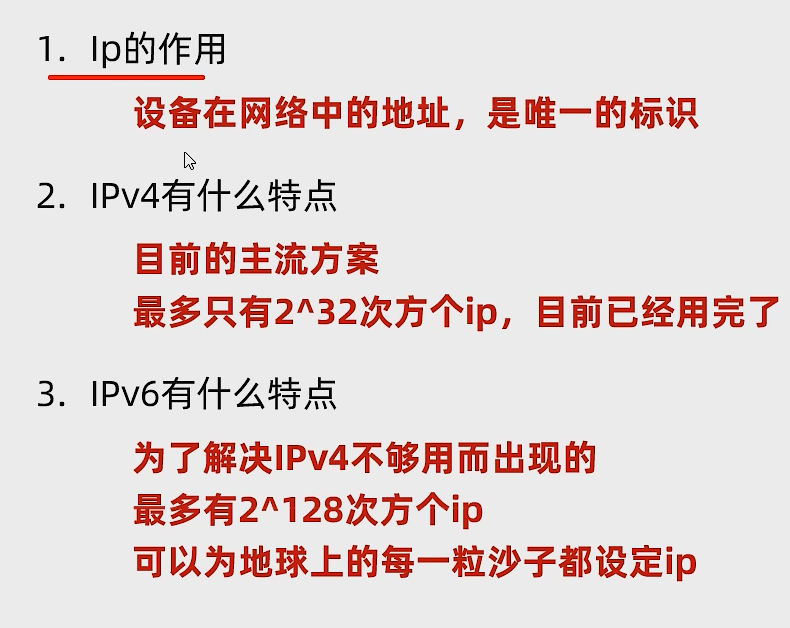 1. Ip的作用
设备在网络中的地址，是唯一的标识
2. IPv4有什么特点
目前的主流方案
最多只有2^32次方个ip，目前已经用完了
3. IPv6有什么特点
为了解决IPv4不够用而出现的
最多有2^128次方个ip
可以为地球上的每一粒沙子都设定ip